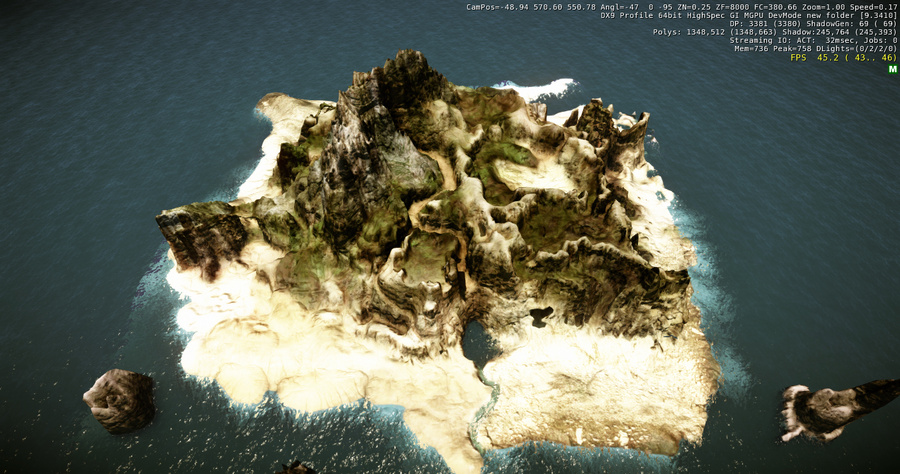 CamPos=-48.94 570.60 550.78 Angl=-47 0 -95 ZN=0.25 ZF=8000 FC=380.66 Zoom=1.00 Speed=0.17
DX9 Profile 64bit HighSpec GI MGPU DevMode new folder [9.3410]
DP: 3381 (3380) ShadowGen: 69 ( 69)
Polys: 1348,512 (1348,663) Shadow:245,764 (245,393)
Streaming IO: ACT: 32msec, Jobs: 0
Mem=736 Peak=758 DLights=(0/2/2/0)
FPS 45.2 ( 43.. 46)
M